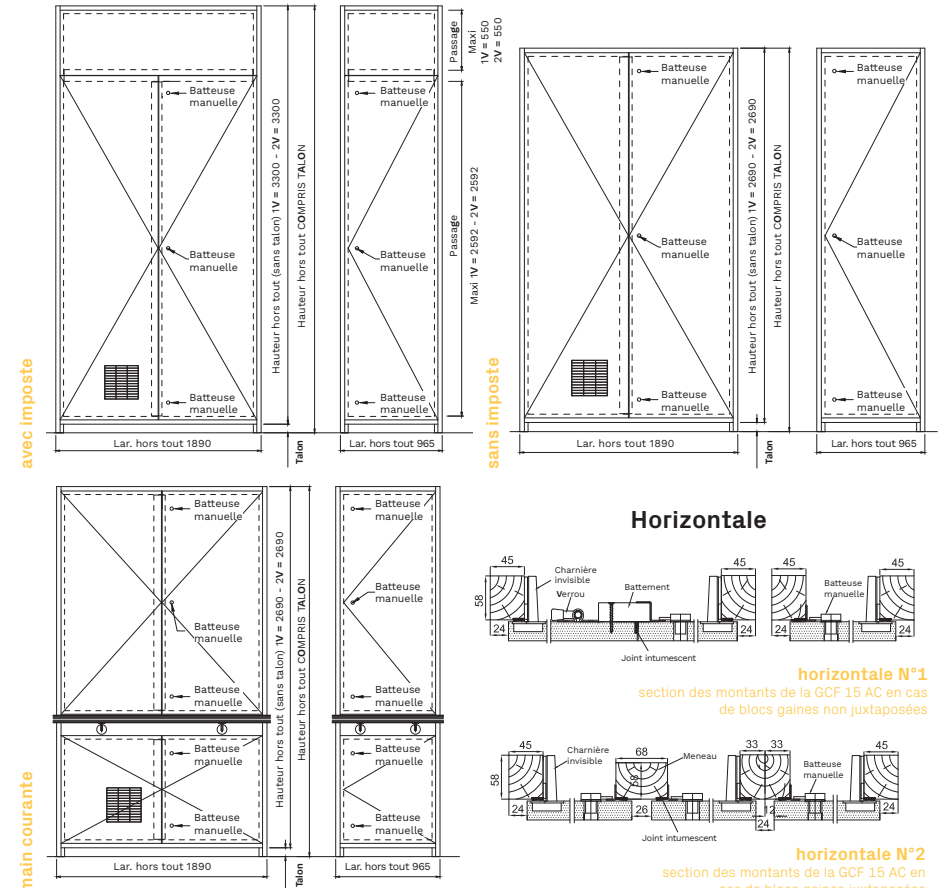 avec imposte
Batteuse
manuelle
Batteuse
manuelle
Batteuse
manuelle
Lar. hors tout 1890
Talon
Hauteur hors tout (sans talon) 1V = 3300 - 2V = 3300
Hauteur hors tout COMPRIS TALON
Batteuse
manuelle
Batteuse
manuelle
Batteuse
manuelle
Lar. hors tout 965
Passage
Maxi
1V = 550
2V = 550
Passage
Maxi 1V = 2592 - 2V = 2592
sans imposte
Batteuse
manuelle
Batteuse
manuelle
Batteuse
manuelle
Lar. hors tout 1890
Talon
Hauteur hors tout (sans talon) 1V = 2690 - 2V = 2690
Hauteur hors tout COMPRIS TALON
Batteuse
manuelle
Batteuse
manuelle
Batteuse
manuelle
Lar. hors tout 965
main courante
Batteuse
manuelle
Batteuse
manuelle
Batteuse
manuelle
Batteuse
manuelle
Batteuse
manuelle
Lar. hors tout 1890
Talon
Hauteur hors tout (sans talon) 1V = 2690 - 2V = 2690
Hauteur hors tout COMPRIS TALON
Batteuse
manuelle
Batteuse
manuelle
Batteuse
manuelle
Batteuse
manuelle
Batteuse
manuelle
Lar. hors tout 965
Horizontale
45
58
24
Charnière
invisible
Verrou
Battement
Joint intumescent
45
24
45
24
Batteuse
manuelle
45
24
horizontale N°1
section des montants de la GCF 15 AC en cas
de blocs gaines non juxtaposées
45
58
24
Charnière
invisible
68
58
26
Meneau
Joint intumescent
33
33
12
24
Batteuse
manuelle
45
24
horizontale N°2
section des montants de la GCF 15 AC en
cas de blocs gaines juxtaposées